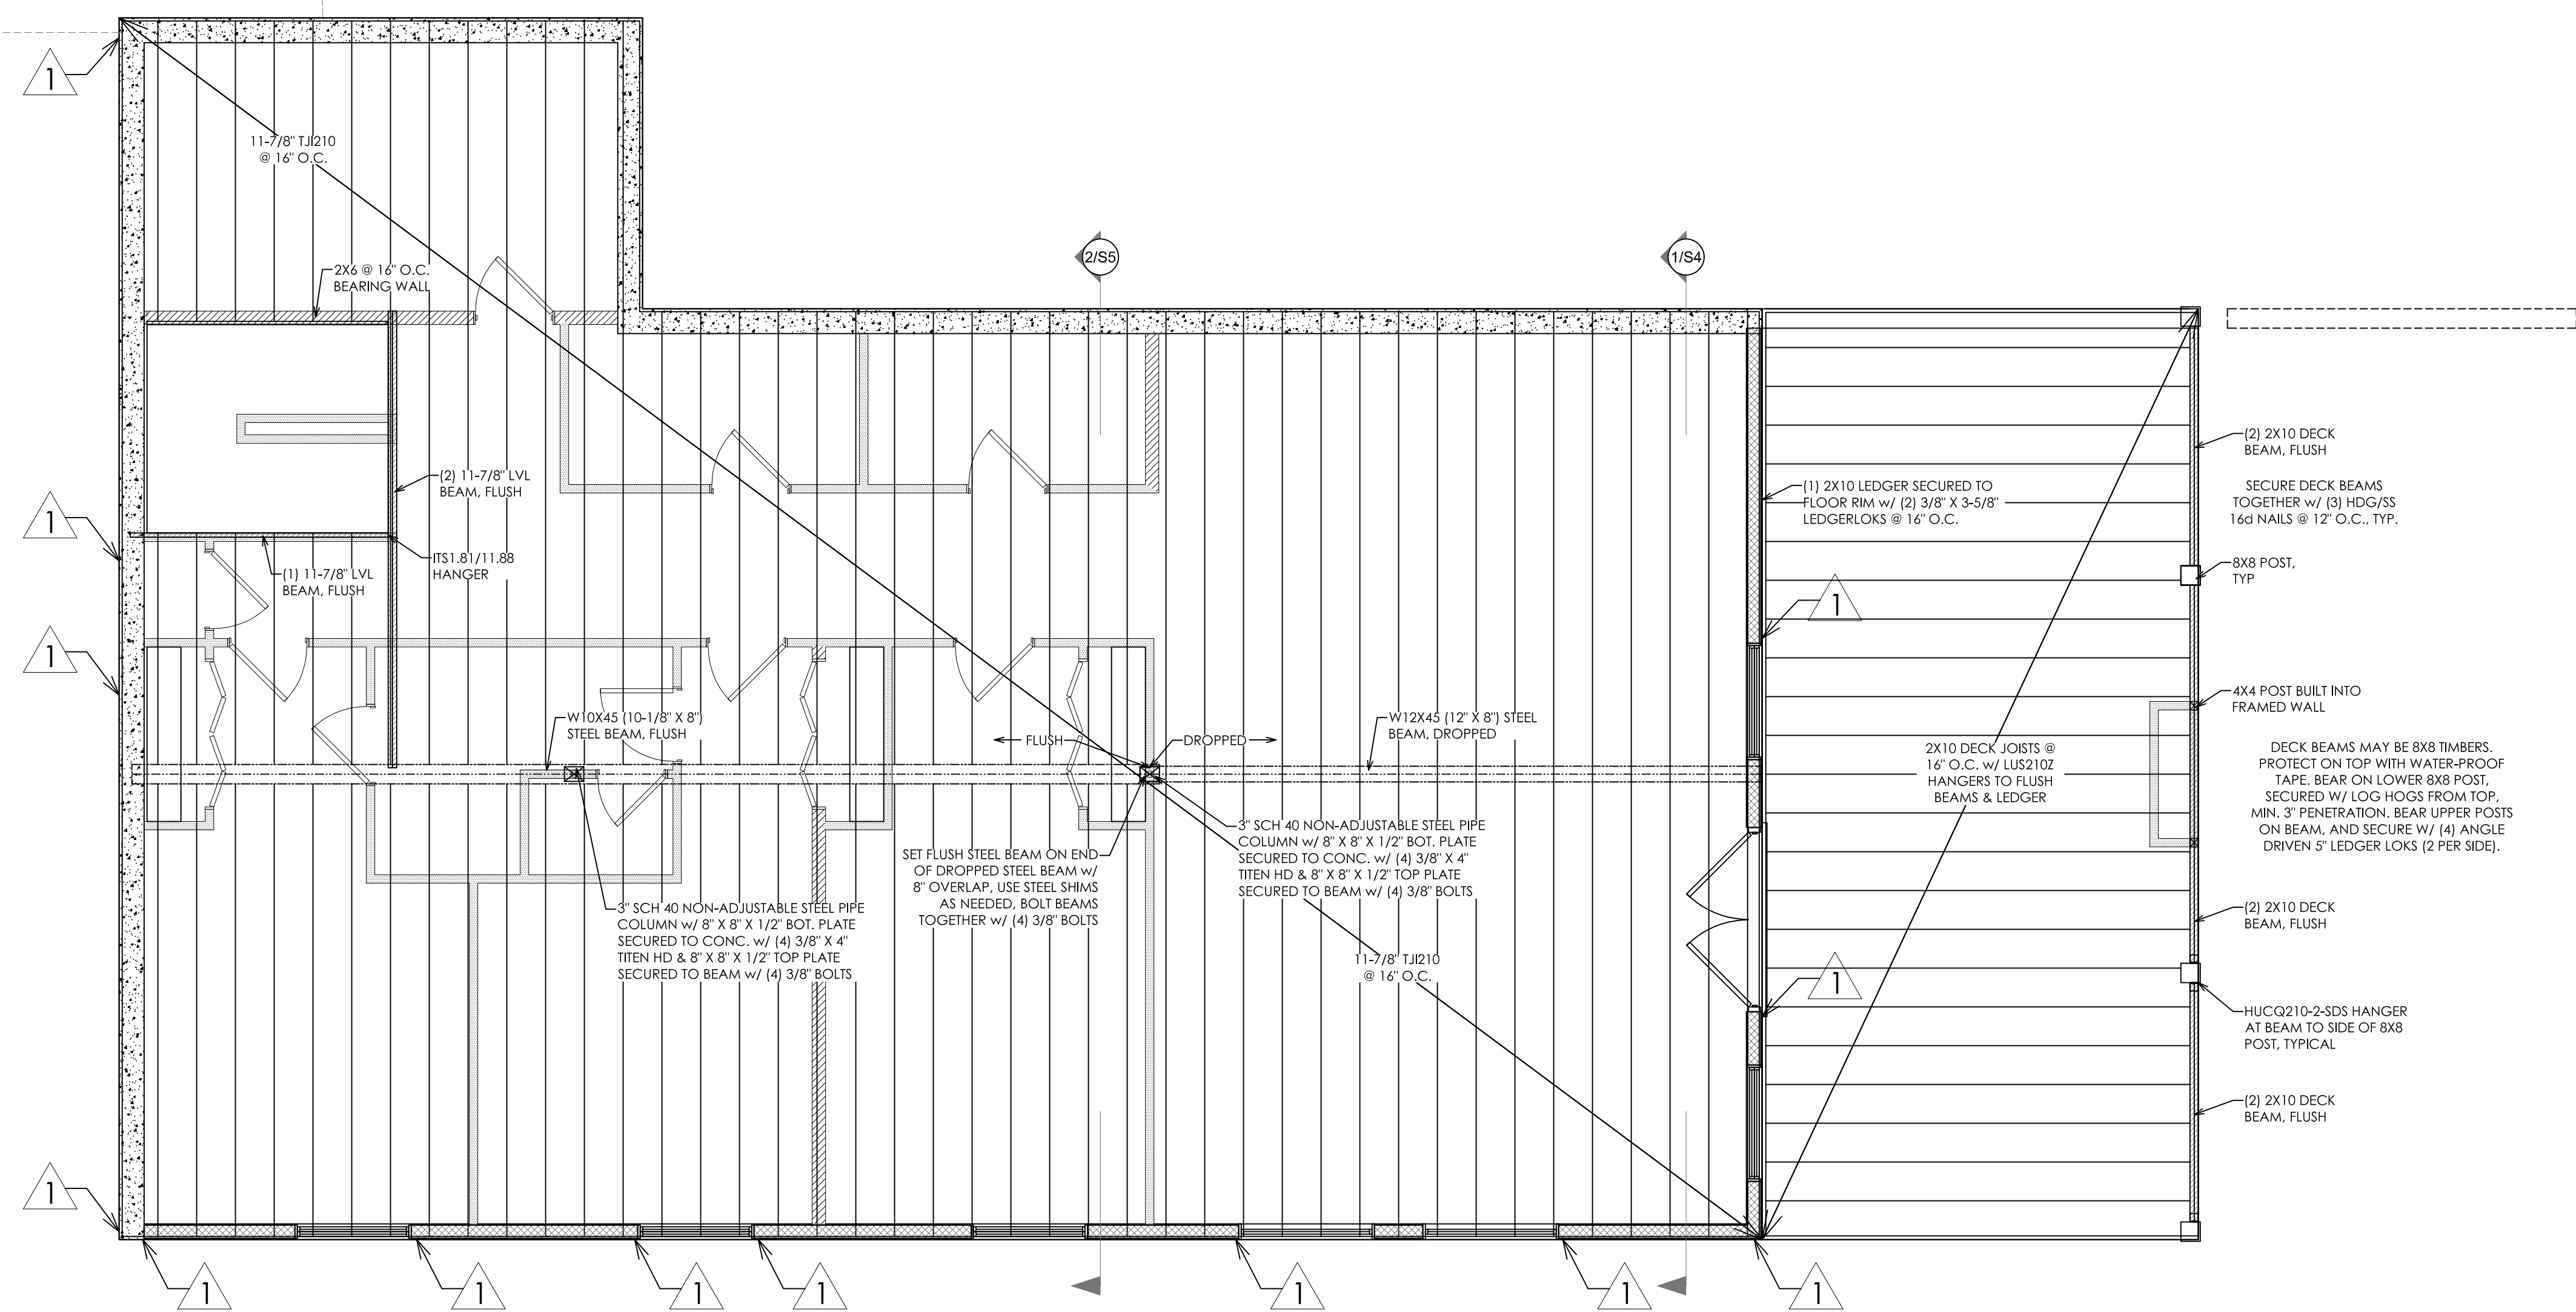 1
11-7/8" TJI210
@ 16" O.C.
2X6 @ 16" O.C.
BEARING WALL
2/S5
1/S4
(2) 11-7/8" LVL
BEAM, FLUSH
(1) 2X10 LEDGER SECURED TO
FLOOR RIM w/ (2) 3/8" X 3-5/8"
LEDGERLOKS @ 16" O.C.
(2) 2X10 DECK
BEAM, FLUSH
SECURE DECK BEAMS
TOGETHER w/ (3) HDG/SS
16d NAILS @ 12" O.C., TYP.
1
ITS1.81/11.88
HANGER
(1) 11-7/8" LVL
BEAM, FLUSH
8X8 POST,
TYP
1
1
4X4 POST BUILT INTO
FRAMED WALL
W10X45 (10-1/8" X 8")
STEEL BEAM, FLUSH
FLUSH
DROPPED
W12X45 (12" X 8") STEEL
BEAM, DROPPED
2X10 DECK JOISTS @
16" O.C. w/ LUS210Z
HANGERS TO FLUSH
BEAMS & LEDGER
DECK BEAMS MAY BE 8X8 TIMBERS.
PROTECT ON TOP WITH WATER-PROOF
TAPE. BEAR ON LOWER 8X8 POST,
SECURED W/ LOG HOGS FROM TOP,
MIN. 3" PENETRATION. BEAR UPPER POSTS
ON BEAM, AND SECURE W/ (4) ANGLE
DRIVEN 5" LEDGER LOKS (2 PER SIDE).
3" SCH 40 NON-ADJUSTABLE STEEL PIPE
COLUMN w/ 8" X 8" X 1/2" BOT. PLATE
SECURED TO CONC. w/ (4) 3/8" X 4"
TITEN HD & 8" X 8" X 1/2" TOP PLATE
SECURED TO BEAM w/ (4) 3/8" BOLTS
SET FLUSH STEEL BEAM ON END
OF DROPPED STEEL BEAM w/
8" OVERLAP, USE STEEL SHIMS
AS NEEDED, BOLT BEAMS
TOGETHER w/ (4) 3/8" BOLTS
3" SCH 40 NON-ADJUSTABLE STEEL PIPE
COLUMN w/ 8" X 8" X 1/2" BOT. PLATE
SECURED TO CONC. w/ (4) 3/8" X 4"
TITEN HD & 8" X 8" X 1/2" TOP PLATE
SECURED TO BEAM w/ (4) 3/8" BOLTS
(2) 2X10 DECK
BEAM, FLUSH
11-7/8" TJI210
@ 16" O.C.
1
HUCQ210-2-SDS HANGER
AT BEAM TO SIDE OF 8X8
POST, TYPICAL
(2) 2X10 DECK
BEAM, FLUSH
1
1
1
1
1
1
1
1